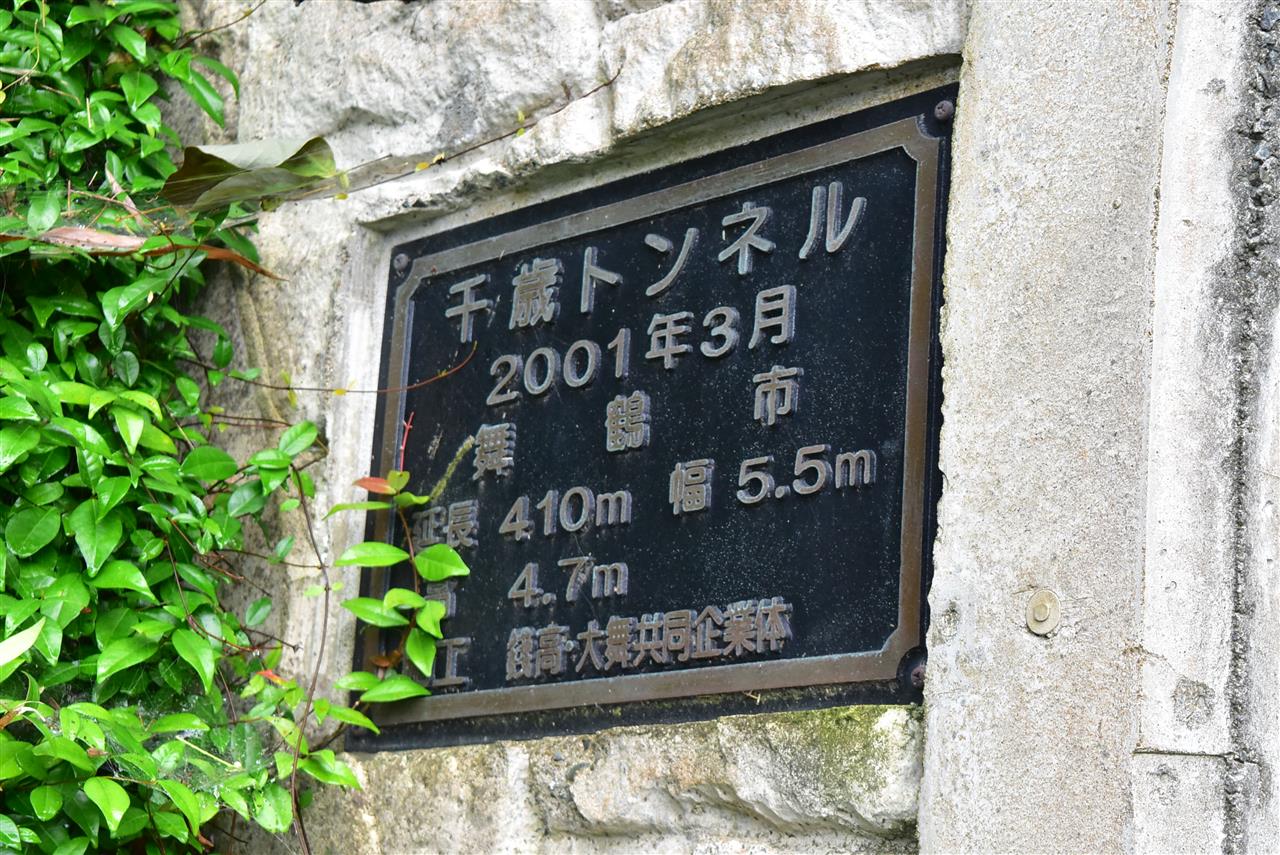 千歳トンネル
2001年3月
舞鶴市
延長 410m 幅 5.5m
高 4.7m
工 錢高・大舞共同企業体